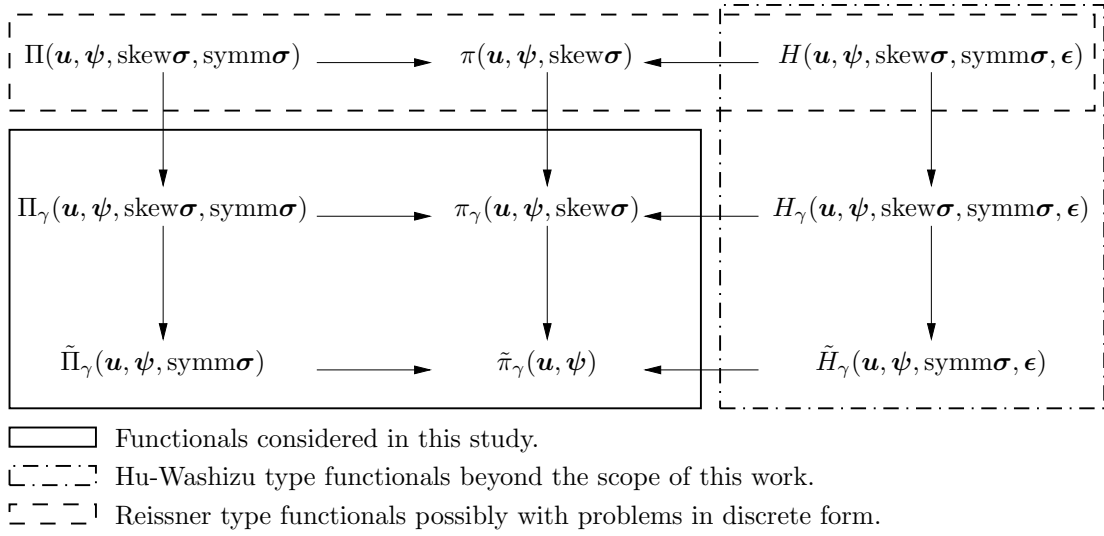 Π(u, ψ, skewσ, symmσ) π(u, ψ, skewσ) H(u, ψ, skewσ, symmσ, ϵ)
Π_γ(u, ψ, skewσ, symmσ) π_γ(u, ψ, skewσ) H_γ(u, ψ, skewσ, symmσ, ϵ)
Π̃_γ(u, ψ, symmσ) π̃_γ(u, ψ) H̃_γ(u, ψ, symmσ, ϵ)
Functionals considered in this study.
Hu-Washizu type functionals beyond the scope of this work.
Reissner type functionals possibly with problems in discrete form.